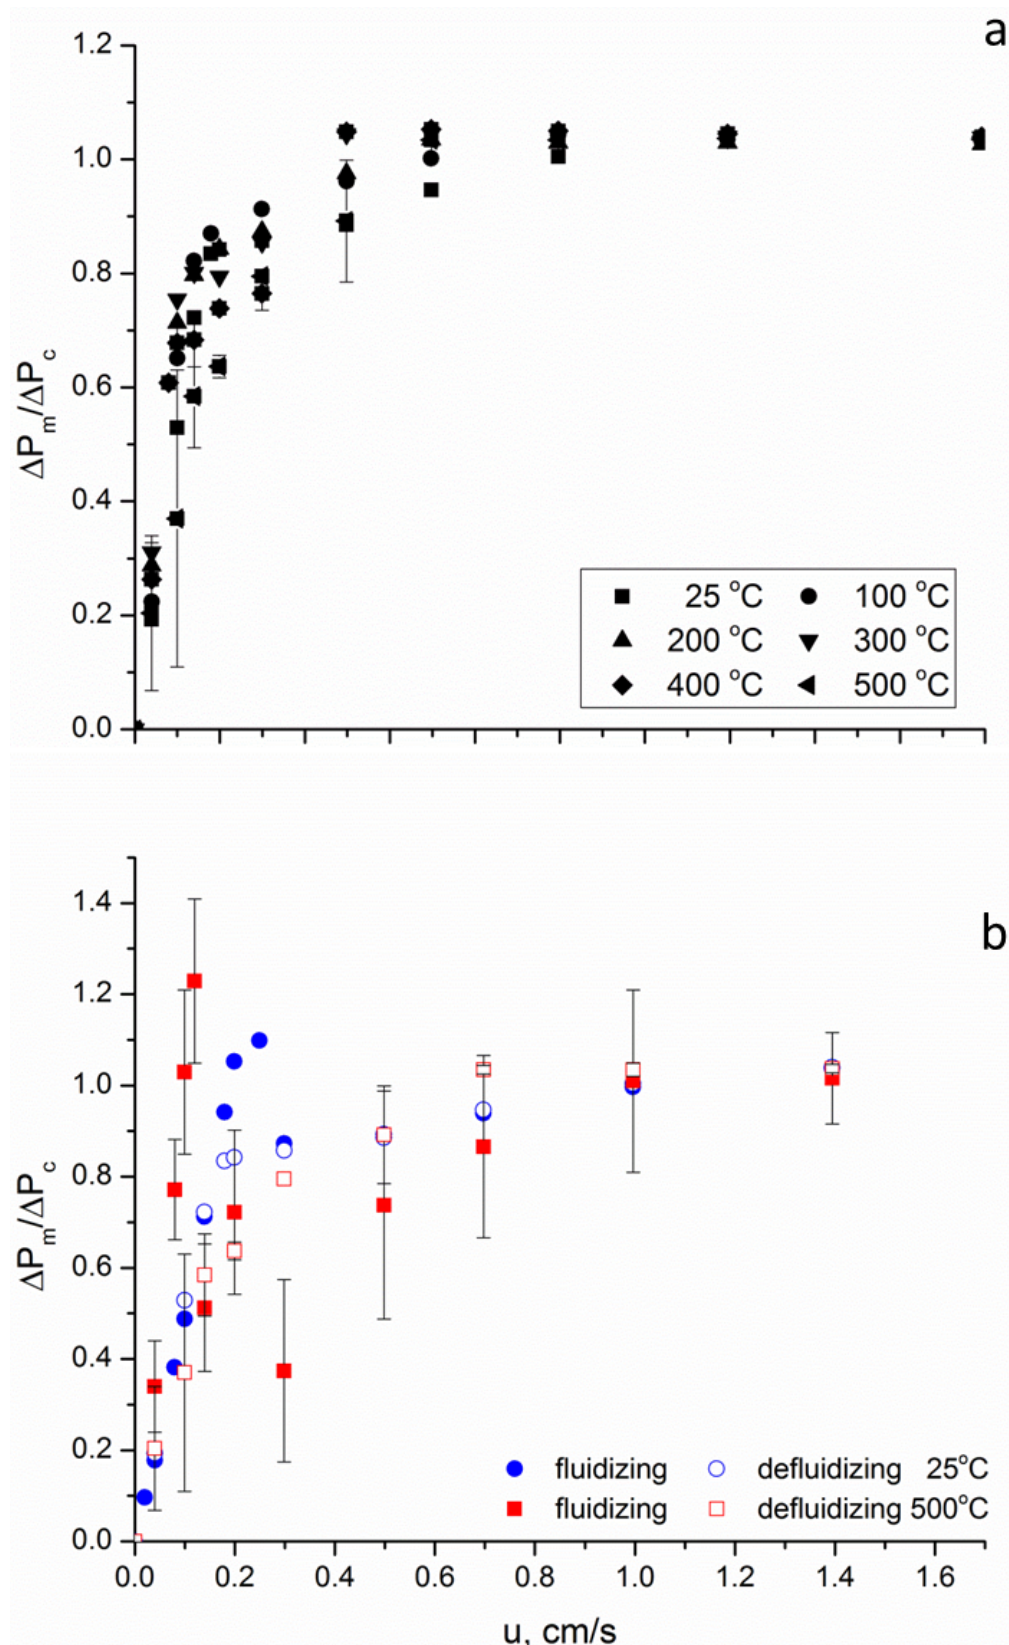 a
1.2
1.0
0.8
0.6
0.4
0.2
0.0
ΔPm/ΔPc
25 °C 100 °C
200 °C 300 °C
400 °C 500 °C
b
1.4
1.2
1.0
0.8
0.6
0.4
0.2
0.0
ΔPm/ΔPc
fluidizing defluidizing 25°C
fluidizing defluidizing 500°C
0.0 0.2 0.4 0.6 0.8 1.0 1.2 1.4 1.6
u, cm/s